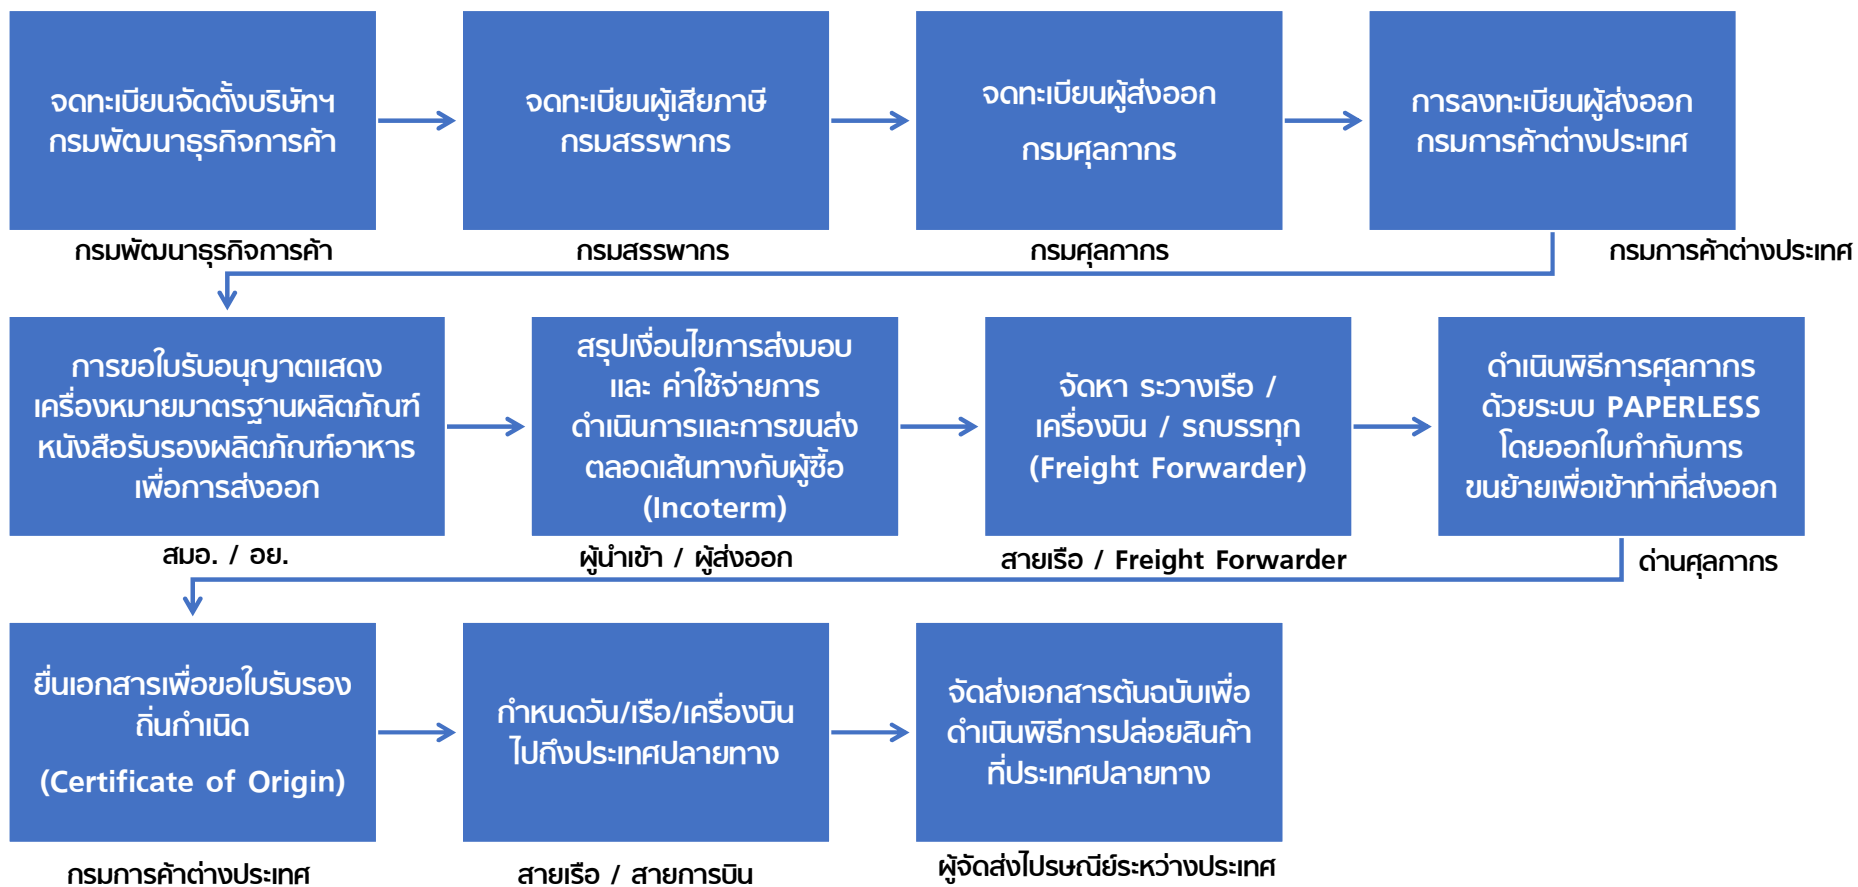 จดทะเบียนจัดตั้งบริษัทฯ
กรมพัฒนาธุรกิจการค้า
จดทะเบียนผู้เสียภาษี
กรมสรรพากร
จดทะเบียนผู้ส่งออก
กรมศุลกากร
การลงทะเบียนผู้ส่งออก
กรมการค้าต่างประเทศ
กรมพัฒนาธุรกิจการค้า
กรมสรรพากร
กรมศุลกากร
กรมการค้าต่างประเทศ
การขอใบรับอนุญาตแสดง
เครื่องหมายมาตรฐานผลิตภัณฑ์
หนังสือรับรองผลิตภัณฑ์อาหาร
เพื่อการส่งออก
สรุปเงื่อนไขการส่งมอบ
และ ค่าใช้จ่ายการ
ดำเนินการและการขนส่ง
ตลอดเส้นทางกับผู้ซื้อ
(Incoterm)
จัดหา ระวางเรือ /
เครื่องบิน / รถบรรทุก
(Freight Forwarder)
ดำเนินพิธีการศุลกากร
ด้วยระบบ PAPERLESS
โดยออกใบกำกับการ
ขนย้ายเพื่อเข้าท่าที่ส่งออก
สมอ. / อย.
ผู้นำเข้า / ผู้ส่งออก
สายเรือ / Freight Forwarder
ด่านศุลกากร
ยื่นเอกสารเพื่อขอใบรับรอง
ถิ่นกำเนิด
(Certificate of Origin)
กำหนดวัน/เรือ/เครื่องบิน
ไปถึงประเทศปลายทาง
จัดส่งเอกสารต้นฉบับเพื่อ
ดำเนินพิธีการปล่อยสินค้า
ที่ประเทศปลายทาง
กรมการค้าต่างประเทศ
สายเรือ / สายการบิน
ผู้จัดส่งไปรษณีย์ระหว่างประเทศ